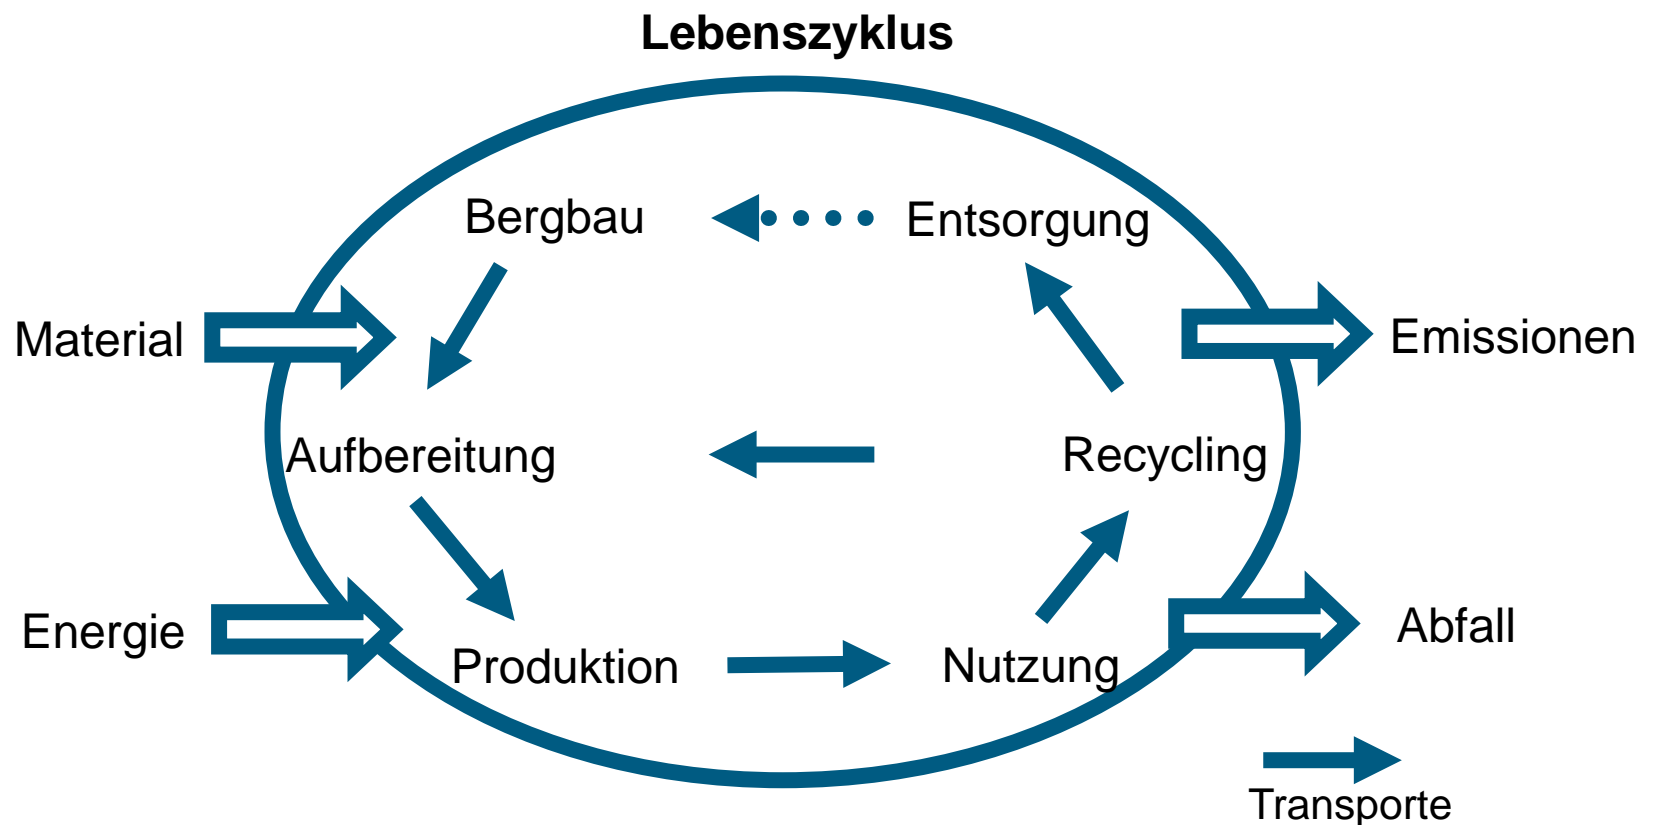 Lebenszyklus
Bergbau
Entsorgung
Material
Emissionen
Aufbereitung
Recycling
Energie
Abfall
Produktion
Nutzung
Transporte